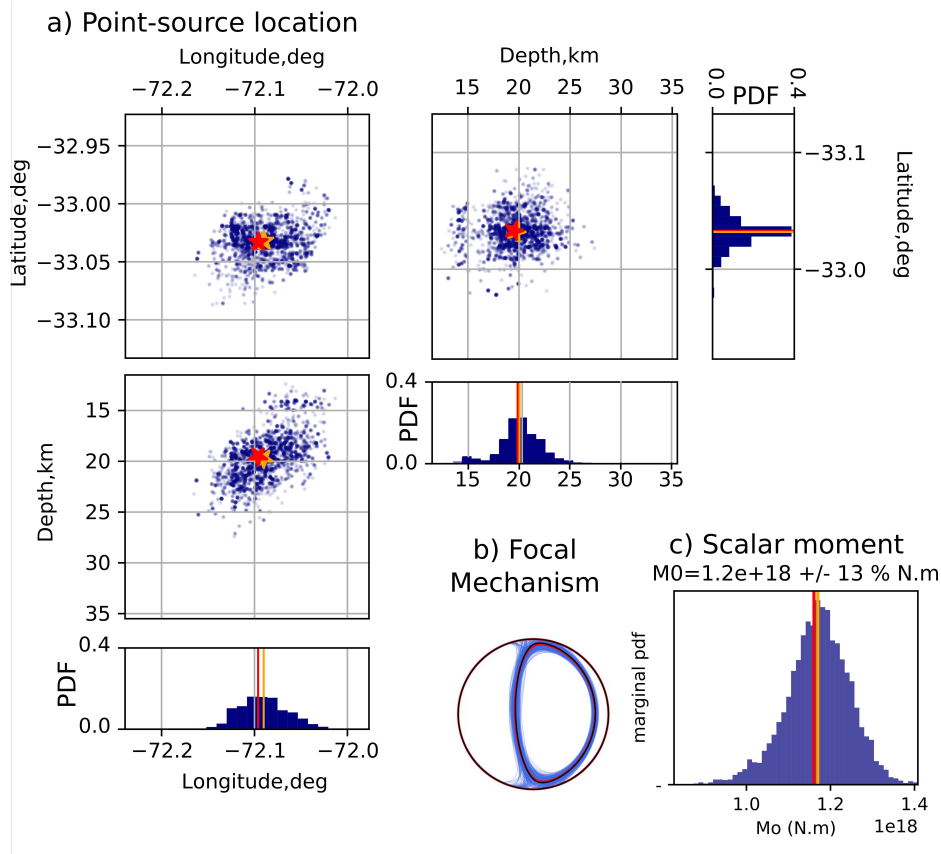 a) Point-source location
Longitude,deg
−72.2 −72.1 −72.0
Depth,km
15 20 25 30 35
0.0 0.4
PDF
Latitude,deg
−32.95
−33.00
−33.05
−33.10
−33.1
−33.0
Latitude,deg
Depth,km
15
20
25
30
35
PDF
0.4
0.0
15 20 25 30 35
PDF
0.4
0.0
−72.2 −72.1 −72.0
Longitude,deg
b) Focal
Mechanism
c) Scalar moment
M0=1.2e+18 +/- 13 % N.m
marginal pdf
-
1.0 1.2 1.4
Mo (N.m)
1e18